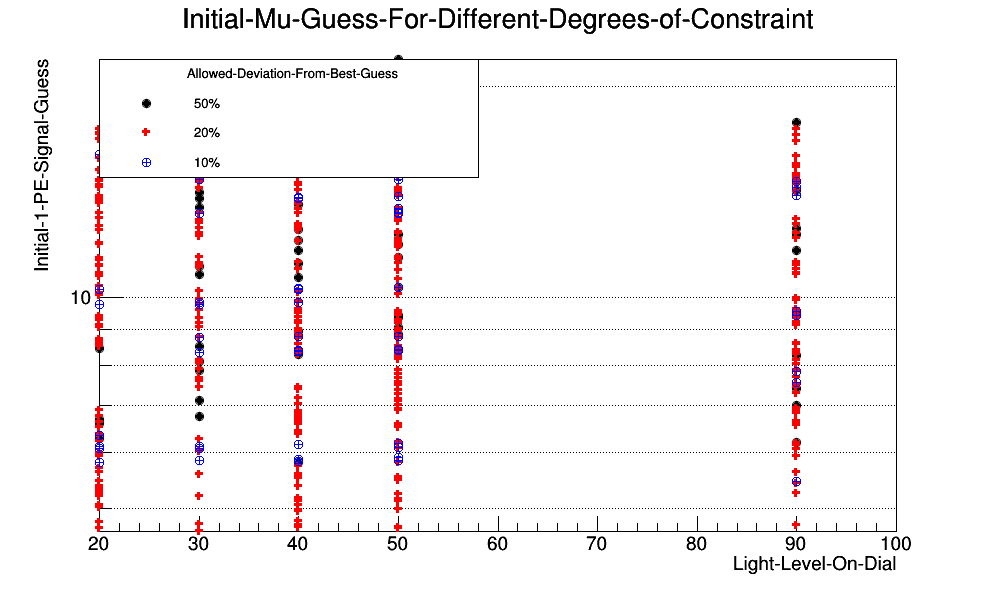 Initial-Mu-Guess-For-Different-Degrees-of-Constraint
Initial-1-PE-Signal-Guess
Allowed-Deviation-From-Best-Guess
50%
20%
10%
10
20 30 40 50 60 70 80 90 100
Light-Level-On-Dial